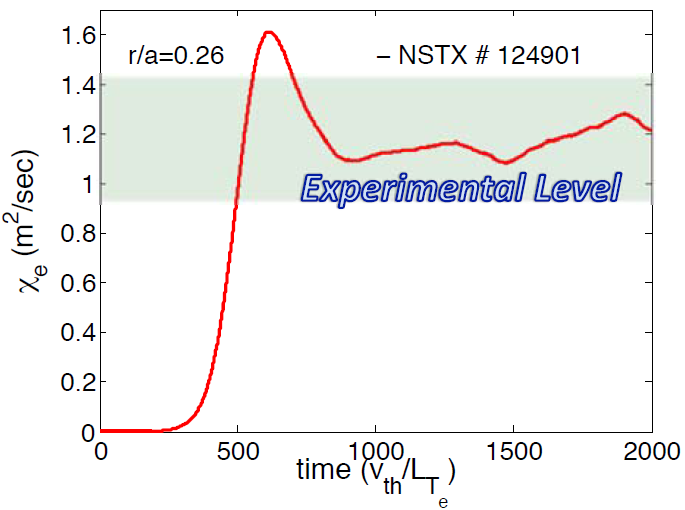 r/a=0.26
– NSTX # 124901
Experimental Level
χe (m2/sec)
1.6
1.4
1.2
1
0.8
0.6
0.4
0.2
0
0 500 1000 1500 2000
time (vth/LTe)